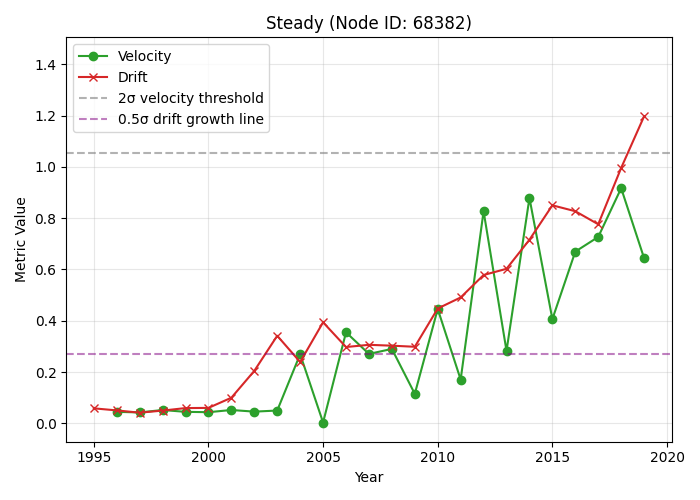 Steady (Node ID: 68382)
Velocity
Drift
2σ velocity threshold
0.5σ drift growth line
Metric Value
1.4
1.2
1.0
0.8
0.6
0.4
0.2
0.0
1995 2000 2005 2010 2015 2020
Year